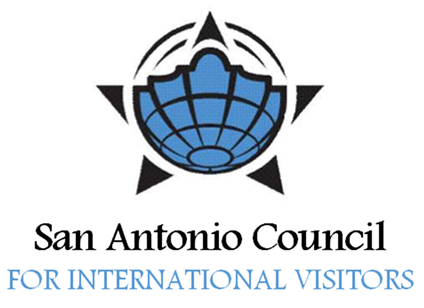 San Antonio Council
FOR INTERNATIONAL VISITORS